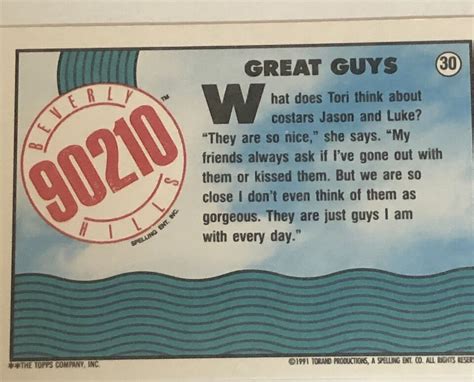 GREAT GUYS
30
What does Tori think about
costars Jason and Luke?
"They are so nice," she says. "My
friends always ask if I've gone out with
them or kissed them. But we are so
close I don't even think of them as
gorgeous. They are just guys I am
with every day."
BEVERLY
TM
90210
HILLS
SPELLING ENT. INC.
**THE TOPPS COMPANY, INC.
©1991 TORAND PRODUCTIONS, A SPELLING ENT. CO. ALL RIGHTS RESER